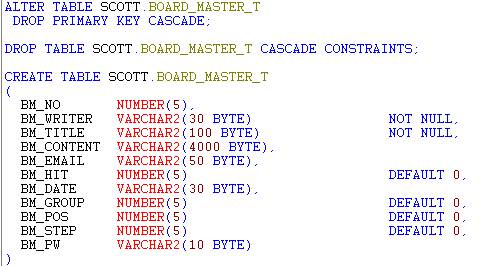 ALTER TABLE SCOTT.BOARD_MASTER_T
DROP PRIMARY KEY CASCADE;
DROP TABLE SCOTT.BOARD_MASTER_T CASCADE CONSTRAINTS;
CREATE TABLE SCOTT.BOARD_MASTER_T
(
BM_NO NUMBER(5),
BM_WRITER VARCHAR2(30 BYTE) NOT NULL,
BM_TITLE VARCHAR2(100 BYTE) NOT NULL,
BM_CONTENT VARCHAR2(4000 BYTE),
BM_EMAIL VARCHAR2(50 BYTE),
BM_HIT NUMBER(5) DEFAULT 0,
BM_DATE VARCHAR2(30 BYTE),
BM_GROUP NUMBER(5) DEFAULT 0,
BM_POS NUMBER(5) DEFAULT 0,
BM_STEP NUMBER(5) DEFAULT 0,
BM_PW VARCHAR2(10 BYTE)
)